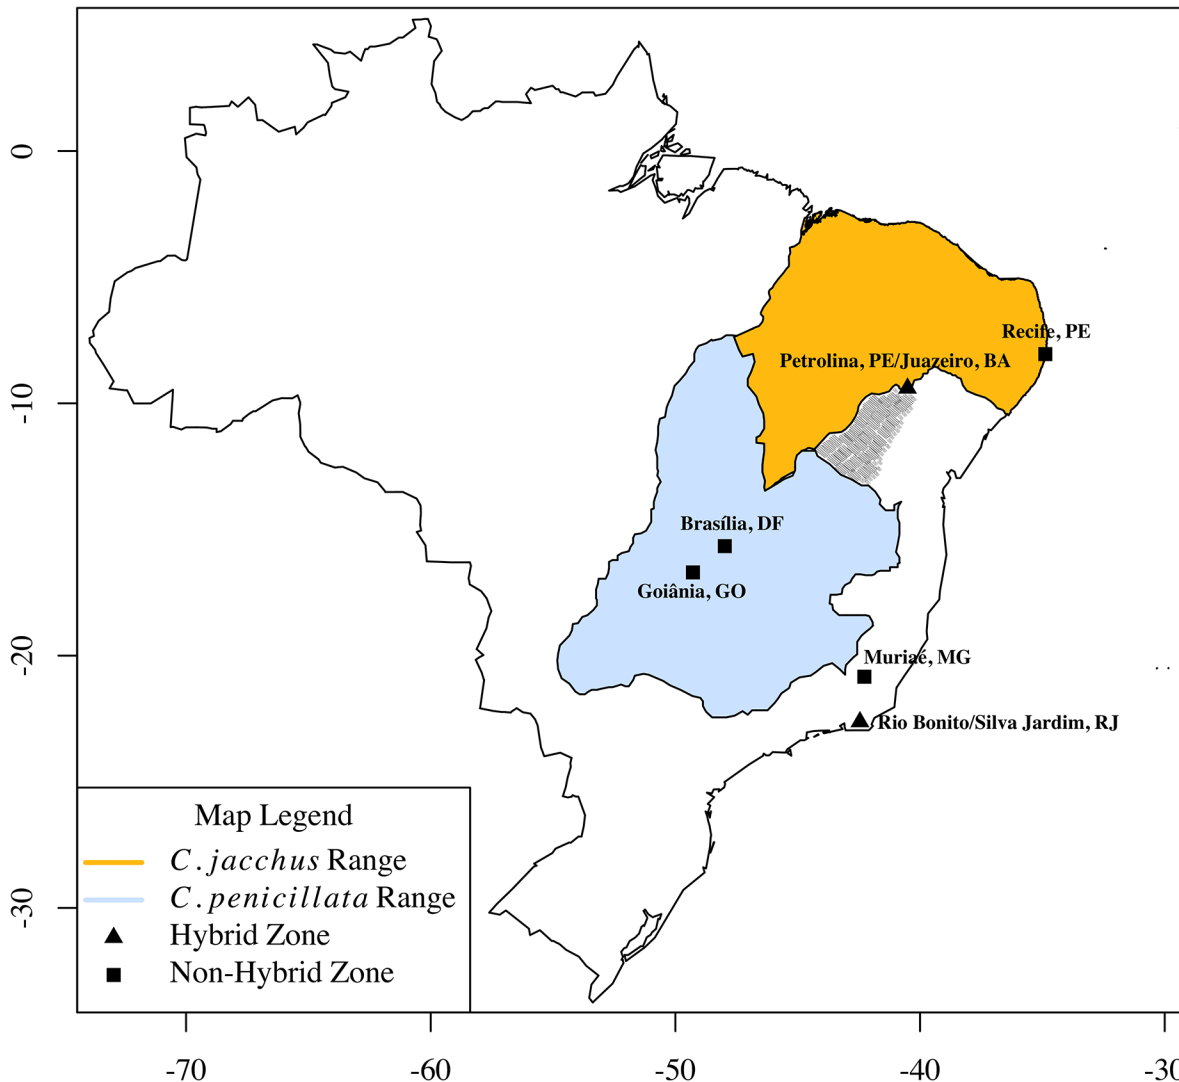 0
-10
-20
-30
Recife, PE
Petrolina, PE/Juazeiro, BA
Brasília, DF
Goiânia, GO
Muriaé, MG
Rio Bonito/Silva Jardim, RJ
Map Legend
C. jacchus Range
C. penicillata Range
Hybrid Zone
Non-Hybrid Zone
-70
-60
-50
-40
-30